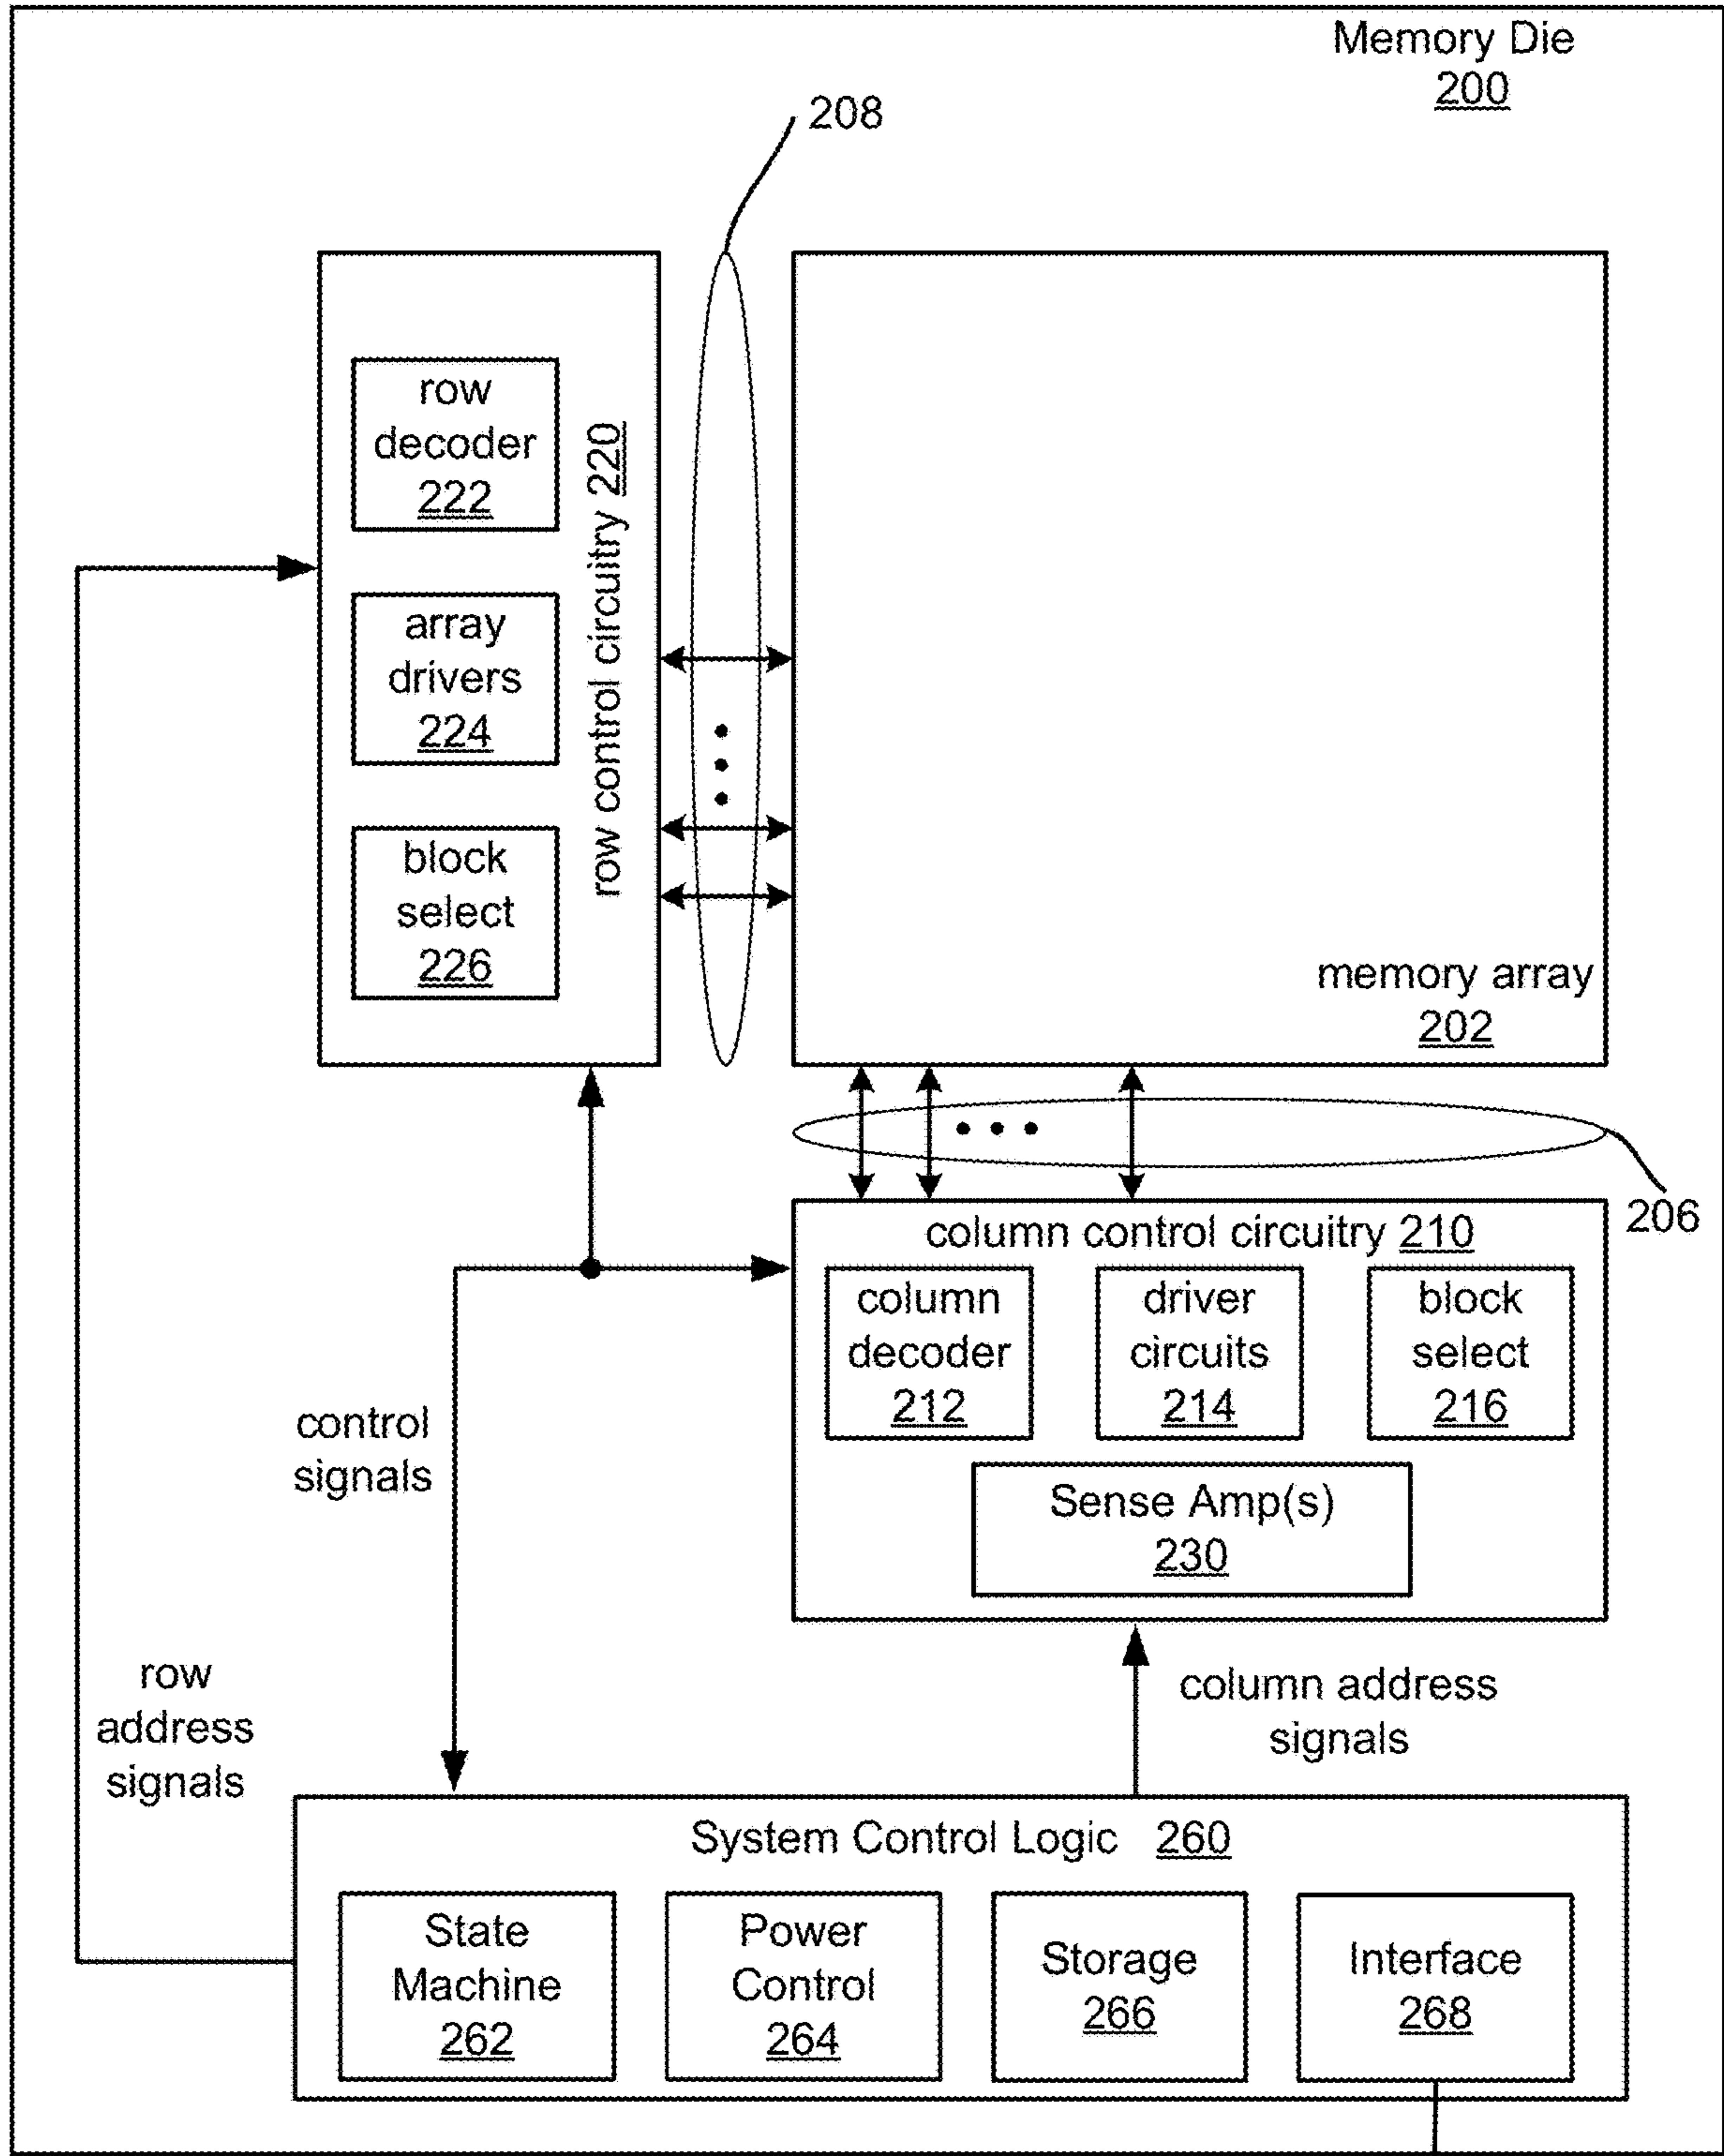 Memory Die
200
208
row
decoder
222
array
drivers
224
block
select
226
row control circuitry 220
memory array
202
206
column control circuitry 210
column
decoder
212
driver
circuits
214
block
select
216
Sense Amp(s)
230
control
signals
row
address
signals
column address
signals
System Control Logic 260
State
Machine
262
Power
Control
264
Storage
266
Interface
268